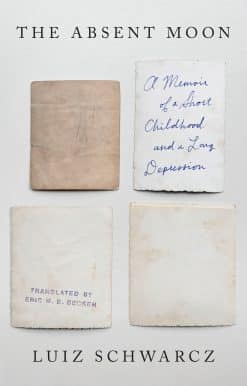 THE ABSENT MOON
A Memoir
of a Short
Childhood
and a Long
Depression
TRANSLATED BY
ERIC M. B. BECKER
LUIZ SCHWARCZ